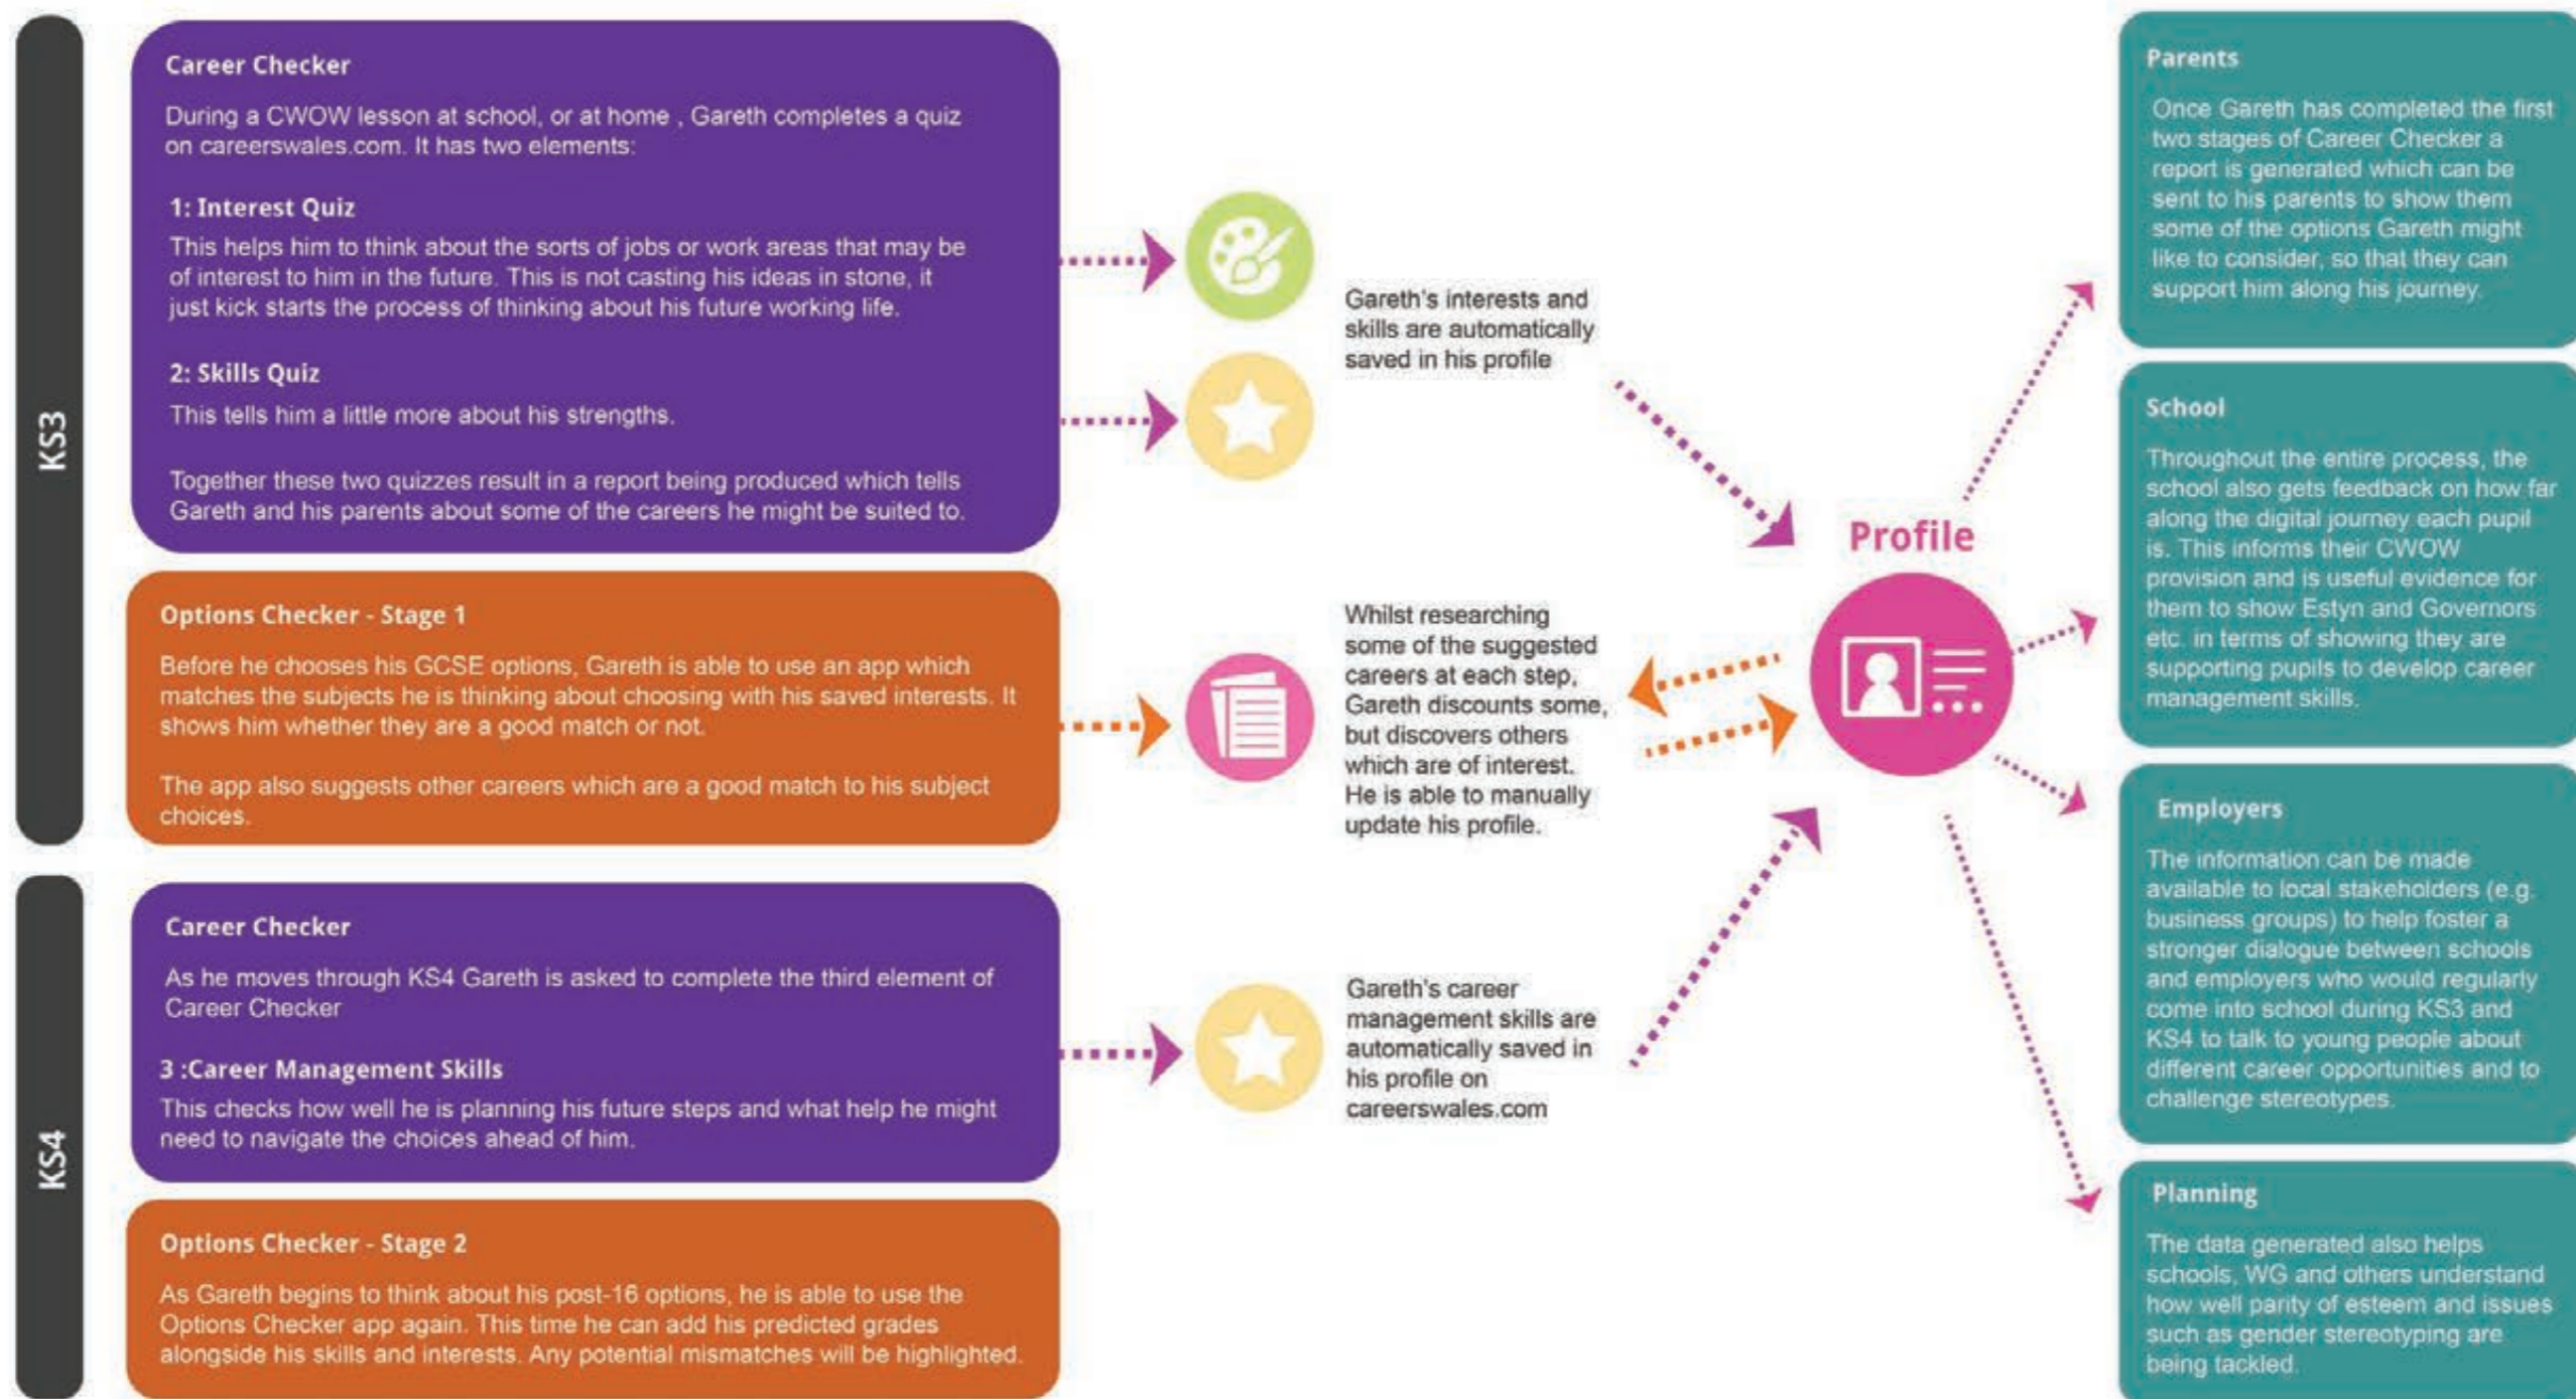 KS3
Career Checker
During a CWOW lesson at school, or at home , Gareth completes a quiz
on careerswales.com. It has two elements:
1: Interest Quiz
This helps him to think about the sorts of jobs or work areas that may be
of interest to him in the future. This is not casting his ideas in stone, it
just kick starts the process of thinking about his future working life.
2: Skills Quiz
This tells him a little more about his strengths.
Together these two quizzes result in a report being produced which tells
Gareth and his parents about some of the careers he might be suited to.
Options Checker - Stage 1
Before he chooses his GCSE options, Gareth is able to use an app which
matches the subjects he is thinking about choosing with his saved interests. It
shows him whether they are a good match or not.
The app also suggests other careers which are a good match to his subject
choices.
KS4
Career Checker
As he moves through KS4 Gareth is asked to complete the third element of
Career Checker
3 :Career Management Skills
This checks how well he is planning his future steps and what help he might
need to navigate the choices ahead of him.
Options Checker - Stage 2
As Gareth begins to think about his post-16 options, he is able to use the
Options Checker app again. This time he can add his predicted grades
alongside his skills and interests. Any potential mismatches will be highlighted.
Gareth's interests and
skills are automatically
saved in his profile
Whilst researching
some of the suggested
careers at each step,
Gareth discounts some,
but discovers others
which are of interest.
He is able to manually
update his profile.
Gareth's career
management skills are
automatically saved in
his profile on
careerswales.com
Profile
Parents
Once Gareth has completed the first
two stages of Career Checker a
report is generated which can be
sent to his parents to show them
some of the options Gareth might
like to consider, so that they can
support him along his journey.
School
Throughout the entire process, the
school also gets feedback on how far
along the digital journey each pupil
is. This informs their CWOW
provision and is useful evidence for
them to show Estyn and Governors
etc. in terms of showing they are
supporting pupils to develop career
management skills.
Employers
The information can be made
available to local stakeholders (e.g.
business groups) to help foster a
stronger dialogue between schools
and employers who would regularly
come into school during KS3 and
KS4 to talk to young people about
different career opportunities and to
challenge stereotypes.
Planning
The data generated also helps
schools, WG and others understand
how well parity of esteem and issues
such as gender stereotyping are
being tackled.